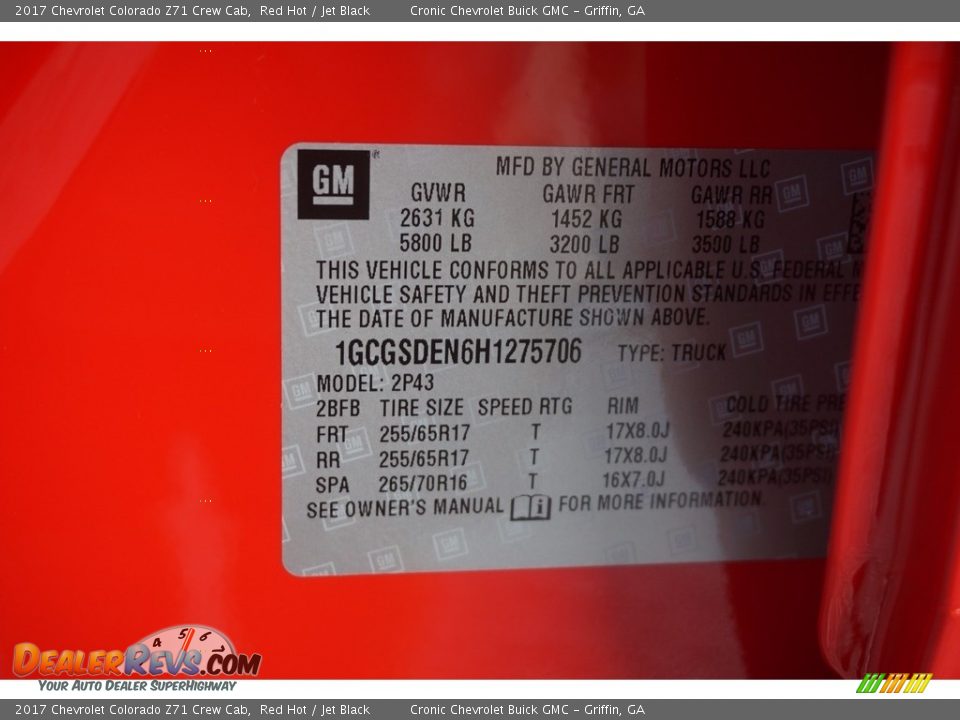 2017 Chevrolet Colorado Z71 Crew Cab, Red Hot / Jet Black Cronic Chevrolet Buick GMC – Griffin, GA
GM
MFD BY GENERAL MOTORS LLC
GVWR GAWR FRT GAWR RR
2631 KG 1452 KG 1588 KG
5800 LB 3200 LB 3500 LB
THIS VEHICLE CONFORMS TO ALL APPLICABLE U.S. FEDERAL M
VEHICLE SAFETY AND THEFT PREVENTION STANDARDS IN EFFE
THE DATE OF MANUFACTURE SHOWN ABOVE.
1GCGSDEN6H1275706 TYPE: TRUCK
MODEL: 2P43
2BFB TIRE SIZE SPEED RTG RIM COLD TIRE PRE
FRT 255/65R17 T 17X8.0J 240KPA(35PSI)
RR 255/65R17 T 17X8.0J 240KPA(35PSI)
SPA 265/70R16 T 16X7.0J 240KPA(35PSI)
SEE OWNER'S MANUAL i FOR MORE INFORMATION.
4 5 6
DealerRevs.com
Your Auto Dealer SuperHighway
2017 Chevrolet Colorado Z71 Crew Cab, Red Hot / Jet Black Cronic Chevrolet Buick GMC – Griffin, GA